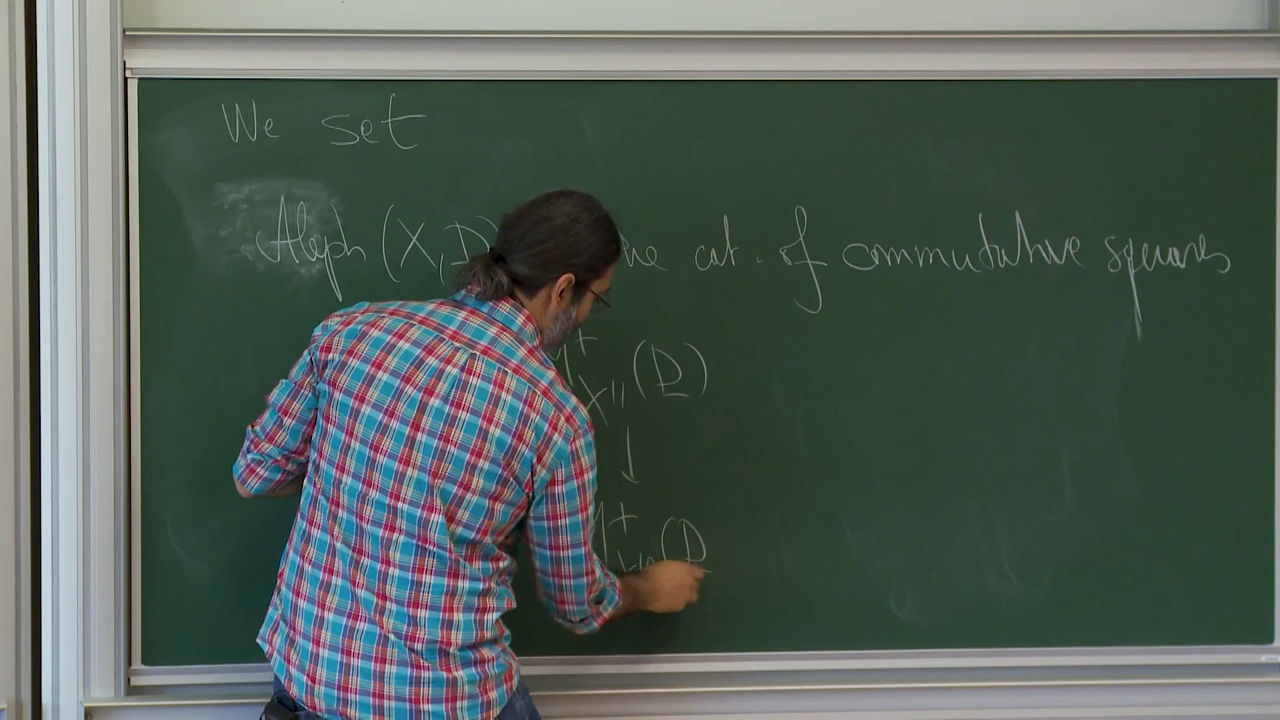 We set
Aleph (X, D) the cat. of commutative squares
+ X'' (D)
↓
+ (D